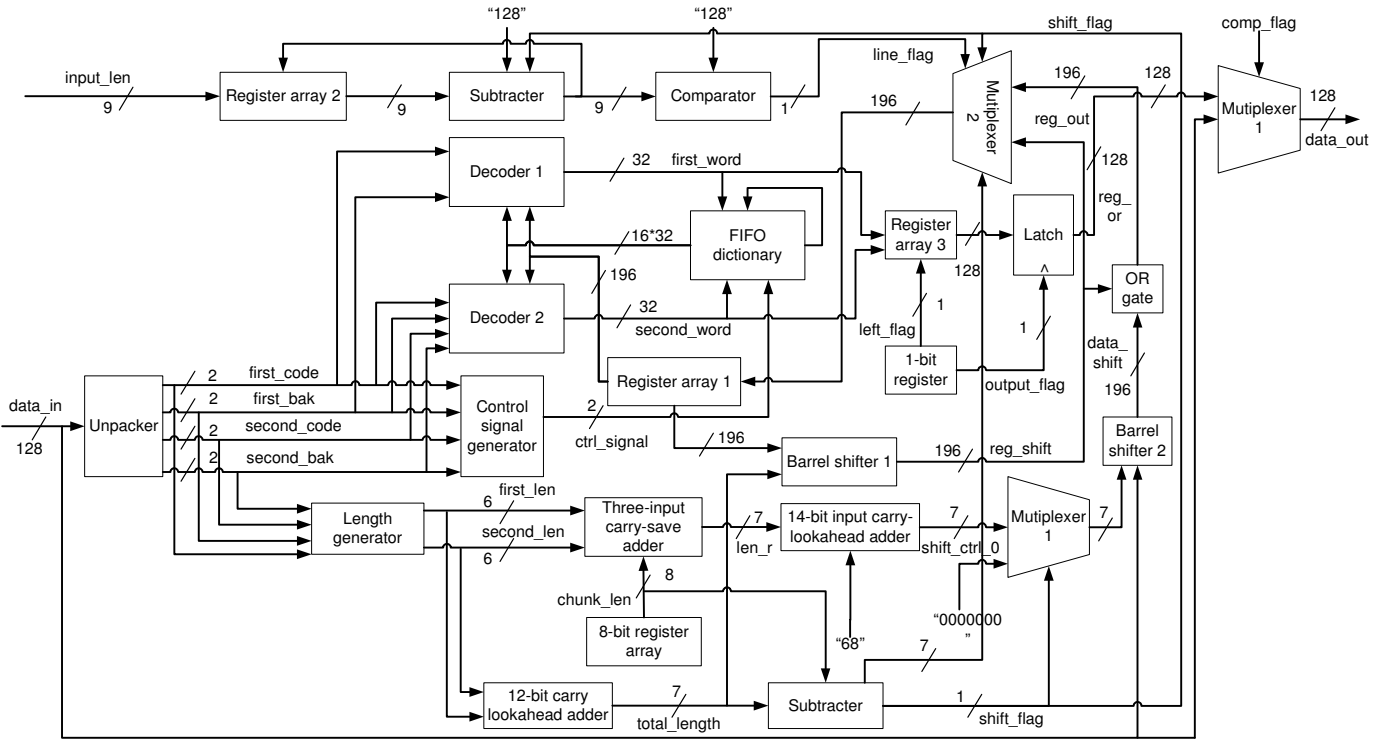 “128”
“128”
shift_flag
comp_flag
input_len
9
Register array 2
9
Subtracter
9
Comparator
1
line_flag
196
Mutiplexer
2
196
reg_out
128
Mutiplexer
1
128
data_out
Decoder 1
32
first_word
128
reg_
or
FIFO
dictionary
16*32
196
Register
array 3
128
Latch
^
OR
gate
Decoder 2
32
second_word
left_flag
1
1
1-bit
register
output_flag
data_
shift
196
Register array 1
data_in
128
Unpacker
2
first_code
2
first_bak
2
second_code
2
second_bak
Control
signal
generator
2
ctrl_signal
196
Barrel shifter 1
196
reg_shift
Barrel
shifter 2
Length
generator
6
first_len
second_len
6
Three-input
carry-save
adder
7
len_r
14-bit input carry-
lookahead adder
7
shift_ctrl_0
Mutiplexer
1
7
chunk_len
8
8-bit register
array
“68”
“0000000
”
7
12-bit carry
lookahead adder
7
total_length
Subtracter
1
shift_flag